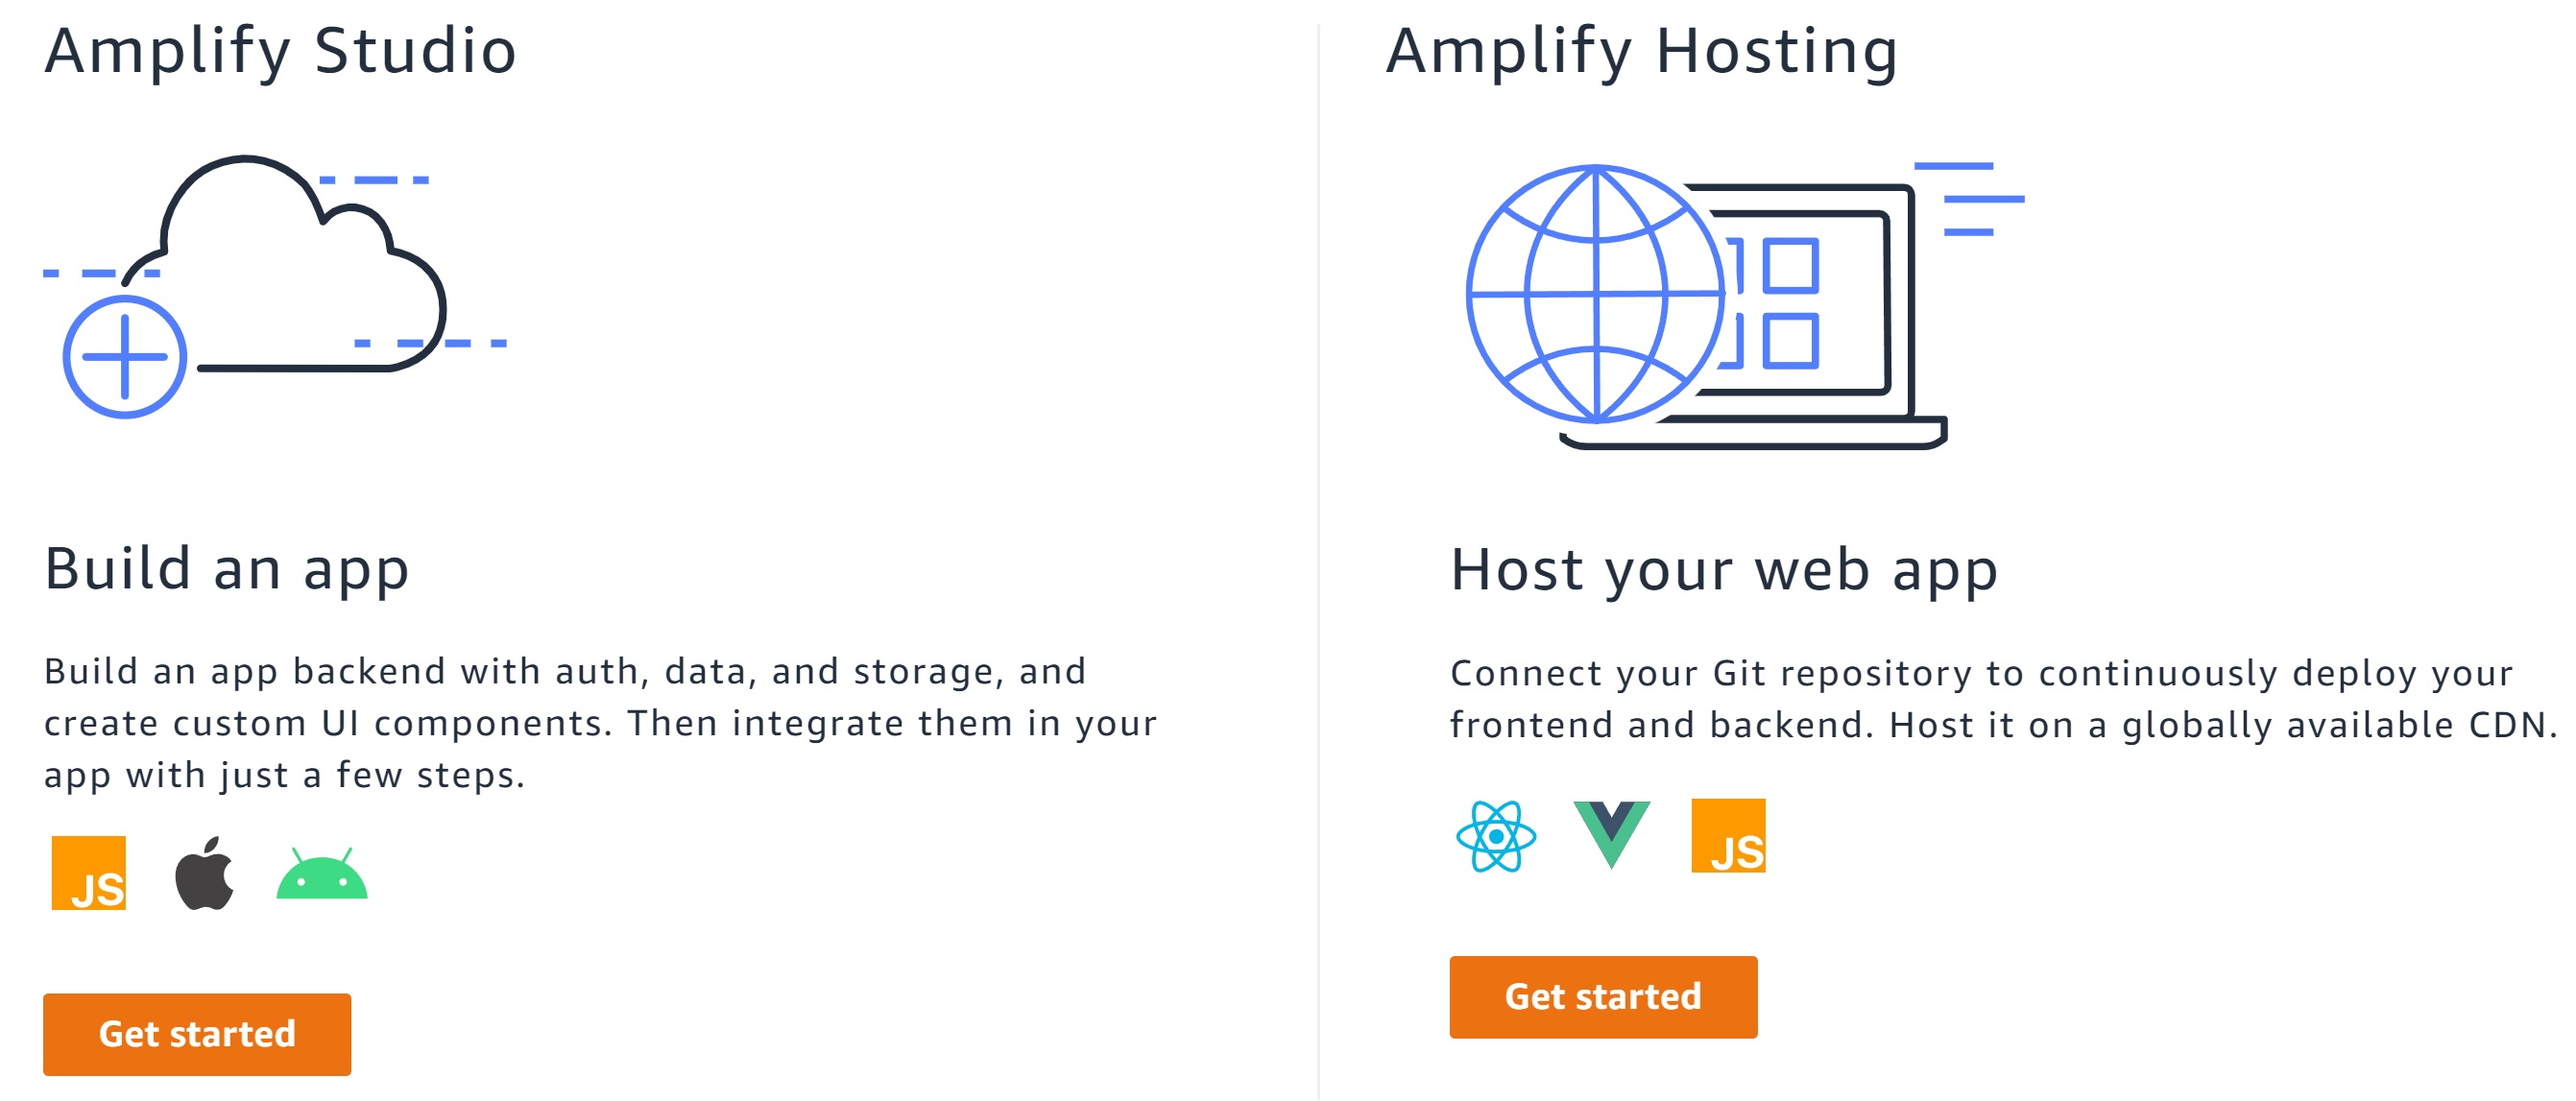 Amplify Studio
Build an app
Build an app backend with auth, data, and storage, and
create custom UI components. Then integrate them in your
app with just a few steps.
JS
Get started
Amplify Hosting
Host your web app
Connect your Git repository to continuously deploy your
frontend and backend. Host it on a globally available CDN.
JS
Get started